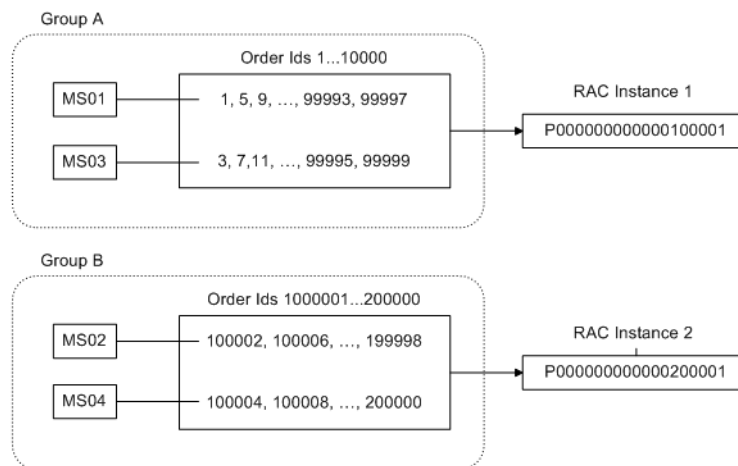 Group A
Order Ids 1...10000
MS01
1, 5, 9, ..., 99993, 99997
MS03
3, 7,11, ..., 99995, 99999
RAC Instance 1
P000000000000100001
Group B
Order Ids 1000001...200000
MS02
100002, 100006, ..., 199998
MS04
100004, 100008, ..., 200000
RAC Instance 2
P000000000000200001